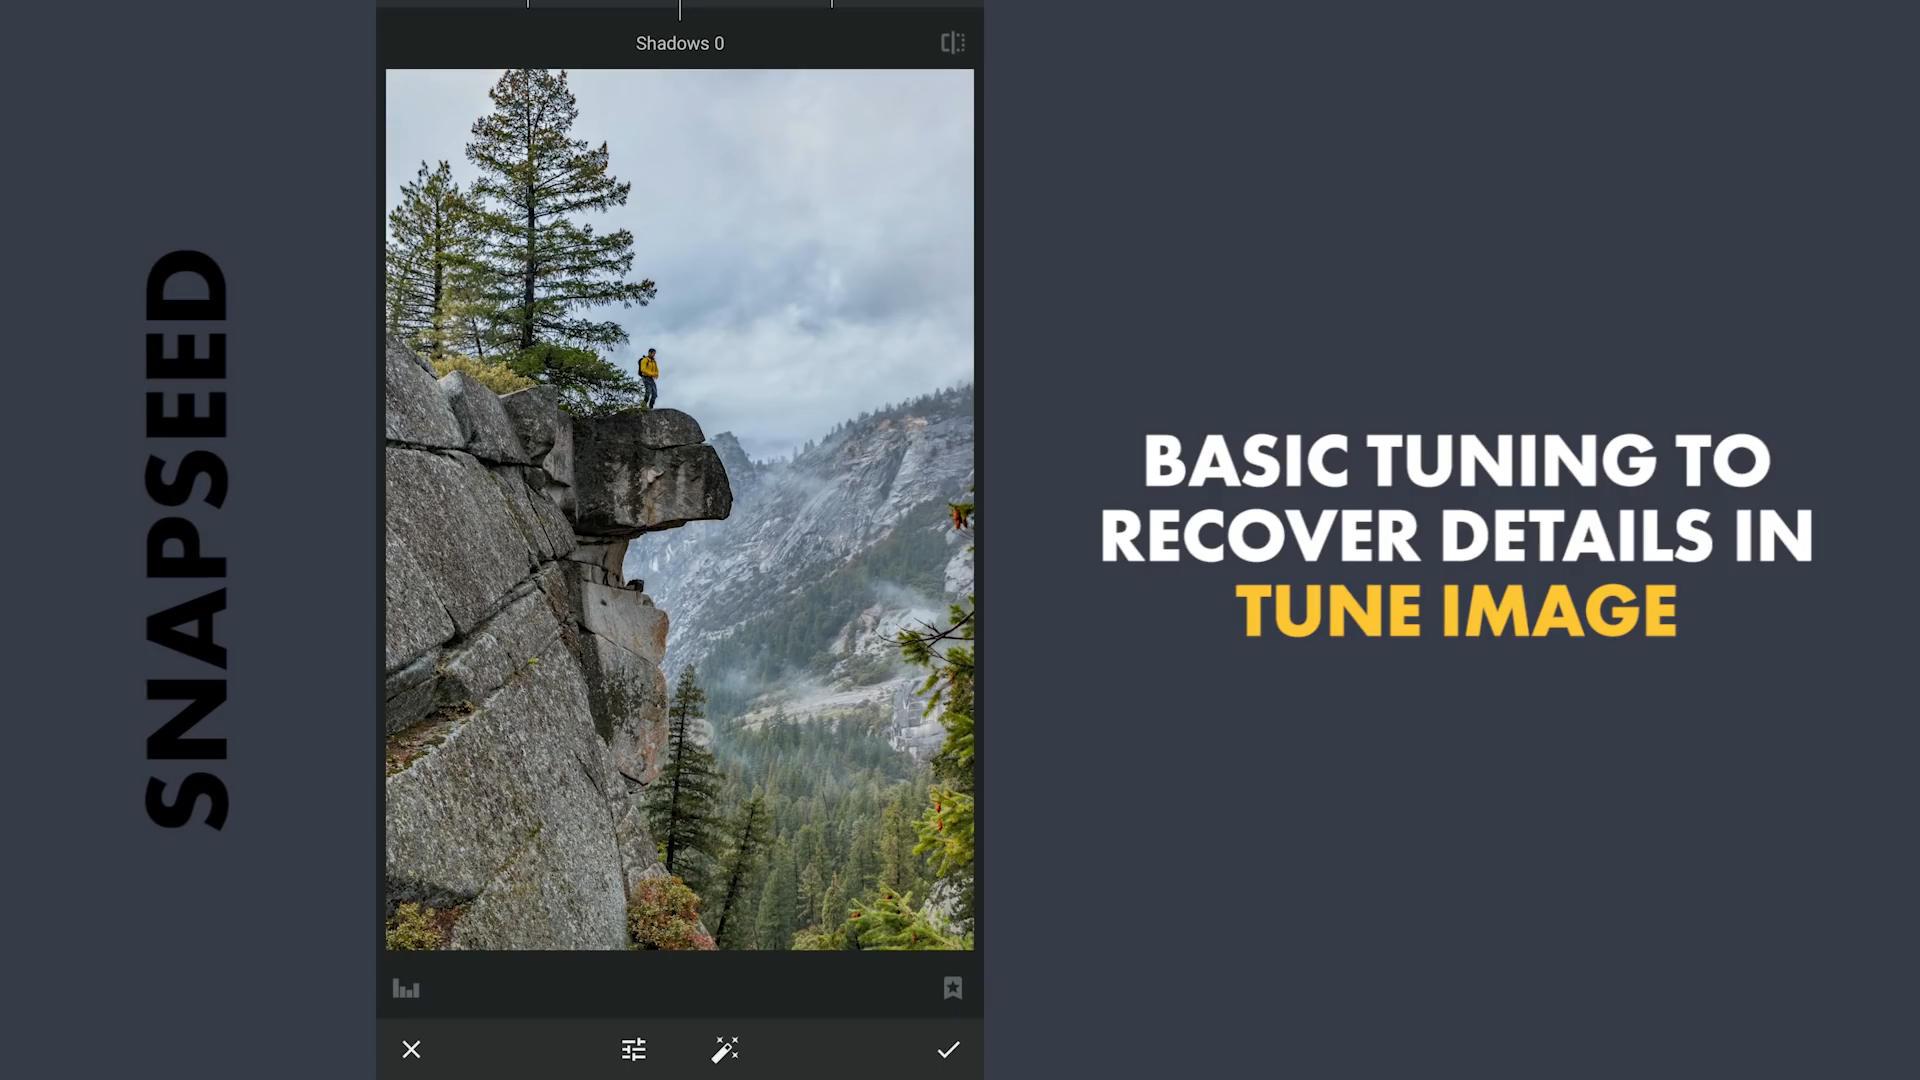 Shadows 0
SNAPSEED
BASIC TUNING TO
RECOVER DETAILS IN
TUNE IMAGE